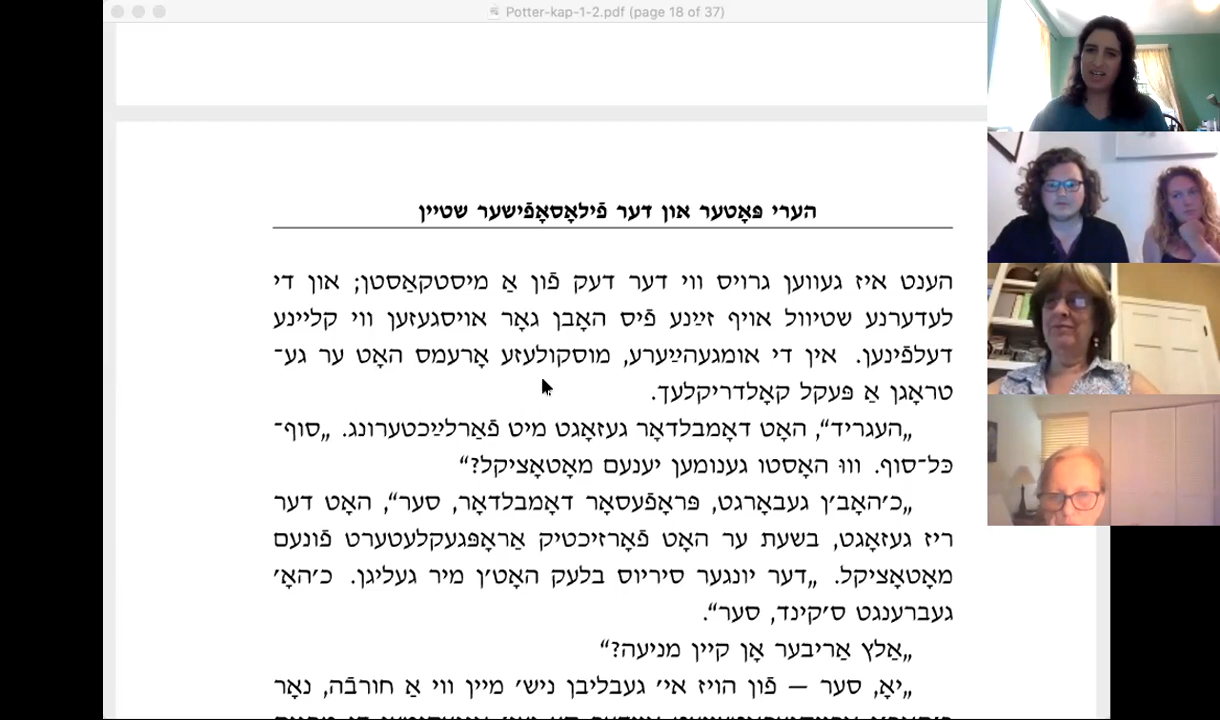 Potter-kap-1-2.pdf (page 18 of 37)
הערי פּאָטער און דער פֿילאָסאָפֿישער שטיין
הענט איז געווען גרויס ווי דער דעק פֿון אַ מיסטקאַסטן; און די
לעדערנע שטיוול אויף זײַנע פֿיס האָבן גאָר אויסגעזען ווי קליינע
דעלפֿינען. אין די אומגעהײַערע, מוסקולעזע אָרעמס האָט ער גע־
טראָגן אַ פּעקל קאָלדריקלעך.
„העגריד“, האָט דאָמבלדאָר געזאָגט מיט פֿאַרלײַכטערונג. „סוף־
כּל־סוף. וווּ האָסטו גענומען יענעם מאָטאָציקל?“
„כ׳האָב׳ן געבאָרגט, פּראָפֿעסאָר דאָמבלדאָר, סער“, האָט דער
ריז געזאָגט, בשעת ער האָט פֿאָרזיכטיק אַראָפּגעקלעטערט פֿונעם
מאָטאָציקל. „דער יונגער סיריוס בלעק האָט׳ן מיר געליגן. כ׳האָ׳
געברענגט ס׳קינד, סער“.
„אַלץ אַריבער אָן קיין מניעה?“
„יאָ, סער — פֿון הויז אי׳ געבליבן ניש׳ מיין ווי אַ חורבֿה, נאָר